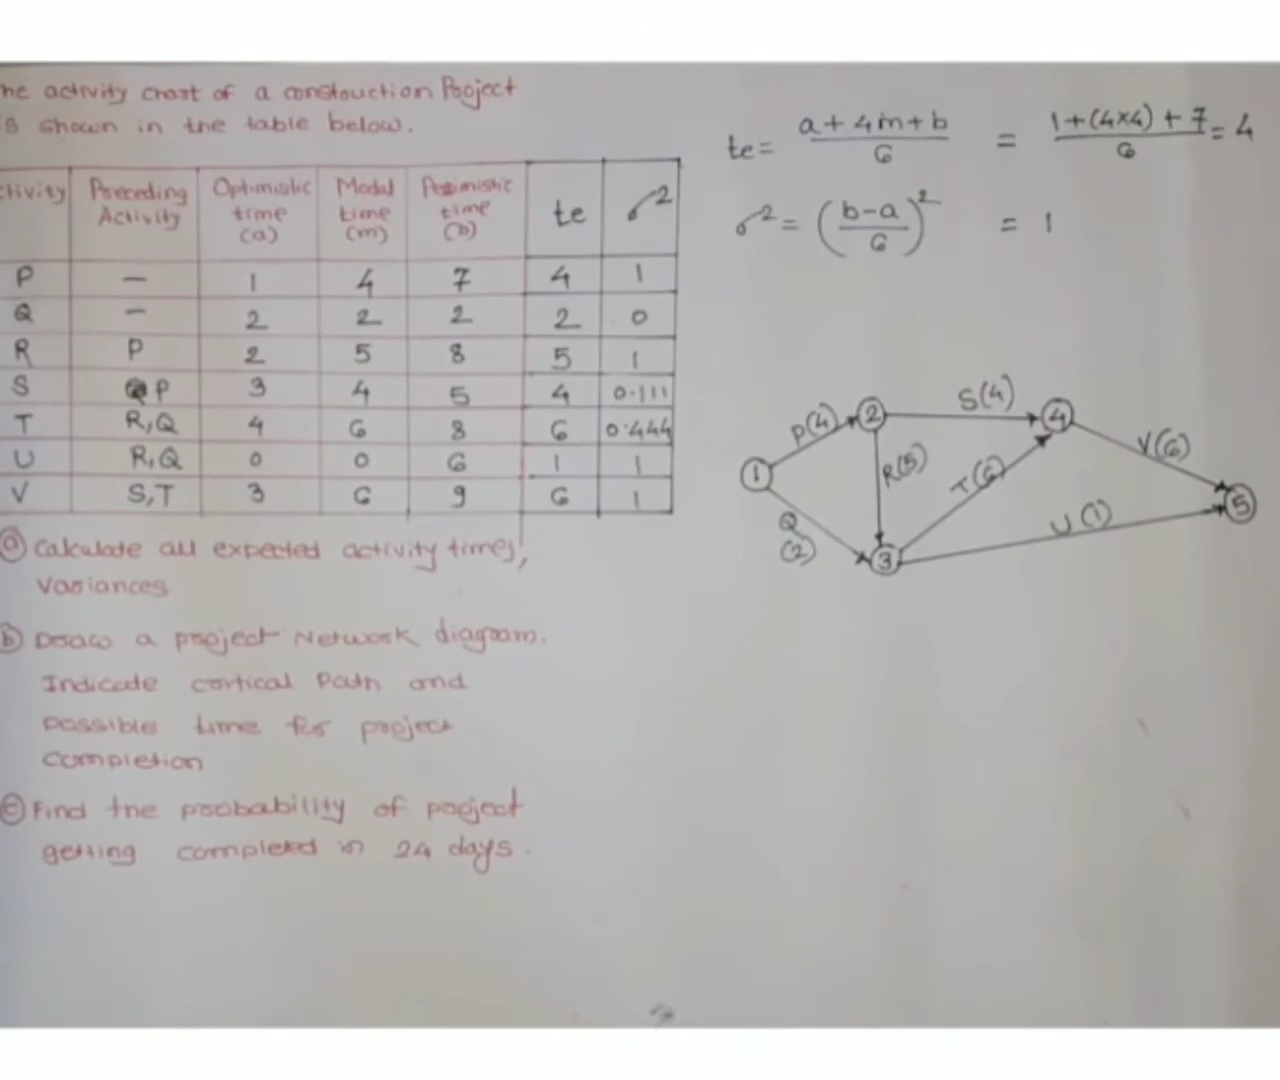 he activity chart of a construction Project
is shown in the table below.
ctivity Preceding Activity Optimistic time (a) Modal time (m) Pessimistic time (b) te σ²
P — 1 4 7 4 1
Q — 2 2 2 2 0
R P 2 5 8 5 1
S P 3 4 5 4 0.111
T R,Q 4 6 8 6 0.444
U R,Q 0 0 6 1 1
V S,T 3 6 9 6 1
(a) Calculate all expected activity times,
Variances
(b) Draw a project Network diagram.
Indicate cortical Path and
possible time for project
completion
(c) Find the probability of project
getting completed in 24 days.
te = (a + 4m + b)/6 = (1+(4×4)+7)/6 = 4
σ² = ((b-a)/6)² = 1
P(4) 2 S(4) 4
1 R(5) T(6) V(6)
Q (2) 3 U(1) 5